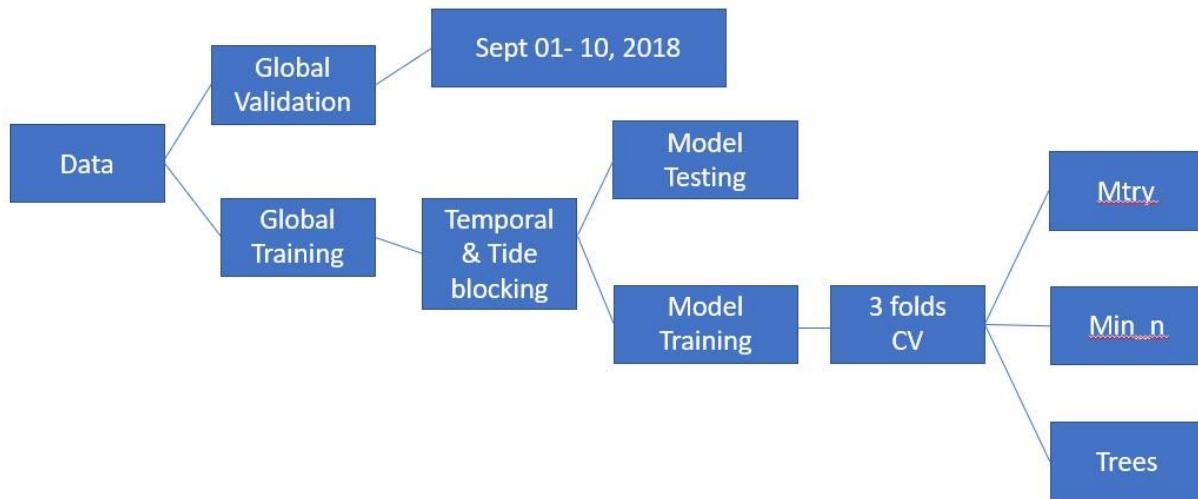 Sept 01- 10, 2018
Global
Validation
Data
Model
Testing
Mtry
Global
Training
Temporal
& Tide
blocking
Model
Training
3 folds
CV
Min_n
Trees